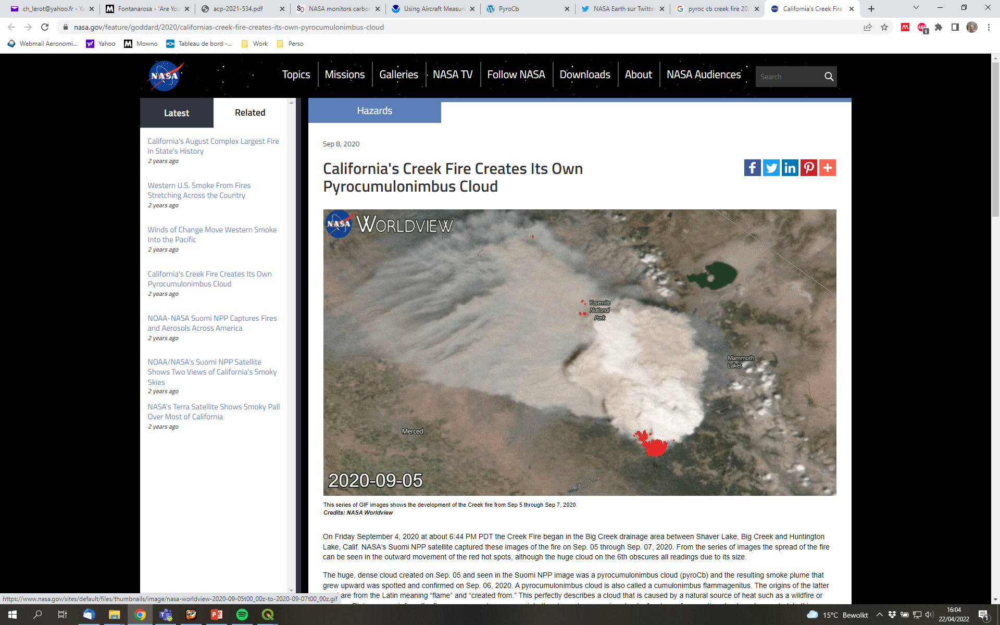 ch_lerot@yahoo.fr - Ya
Fontanarosa - 'Are You
acp-2021-534.pdf
NASA monitors carbon
Using Aircraft Measur
PyroCb
NASA Earth sur Twitte
pyroc cb creek fire 202
California's Creek Fire
nasa.gov/feature/goddard/2020/californias-creek-fire-creates-its-own-pyrocumulonimbus-cloud
ABP
1
Webmail Aeronomi...
Yahoo
Mowno
Tableau de bord -...
Work
Perso
NASA
Topics
Missions
Galleries
NASA TV
Follow NASA
Downloads
About
NASA Audiences
Search
Latest
Related
California's August Complex Largest Fire
in State's History
2 years ago
Western U.S. Smoke From Fires
Stretching Across the Country
2 years ago
Winds of Change Move Western Smoke
Into the Pacific
2 years ago
California's Creek Fire Creates Its Own
Pyrocumulonimbus Cloud
2 years ago
NOAA-NASA Suomi NPP Captures Fires
and Aerosols Across America
2 years ago
NOAA/NASA's Suomi NPP Satellite
Shows Two Views of California's Smoky
Skies
2 years ago
NASA's Terra Satellite Shows Smoky Pall
Over Most of California
2 years ago
Hazards
Sep 8, 2020
California's Creek Fire Creates Its Own
Pyrocumulonimbus Cloud
NASA WORLDVIEW
Yosemite
National
Park
Mammoth
Lakes
Merced
2020-09-05
This series of GIF images shows the development of the Creek fire from Sep 5 through Sep 7, 2020.
Credits: NASA Worldview
On Friday September 4, 2020 at about 6:44 PM PDT the Creek Fire began in the Big Creek drainage area between Shaver Lake, Big Creek and Huntington
Lake, Calif. NASA's Suomi NPP satellite captured these images of the fire on Sep. 05 through Sep. 07, 2020. From the series of images the spread of the fire
can be seen in the outward movement of the red hot spots, although the huge cloud on the 6th obscures all readings due to its size.
The huge, dense cloud created on Sep. 05 and seen in the Suomi NPP image was a pyrocumulonimbus cloud (pyroCb) and the resulting smoke plume that
grew upward was spotted and confirmed on Sep. 06, 2020. A pyrocumulonimbus cloud is also called a cumulonimbus flammagenitus. The origins of the latter
are from the Latin meaning “flame” and “created from.” This perfectly describes a cloud that is caused by a natural source of heat such as a wildfire or
https://www.nasa.gov/sites/default/files/thumbnails/image/nasa-worldview-2020-09-05t00_00z-to-2020-09-07t00_00z.gif
15°C Bewolkt
16:04
22/04/2022
1